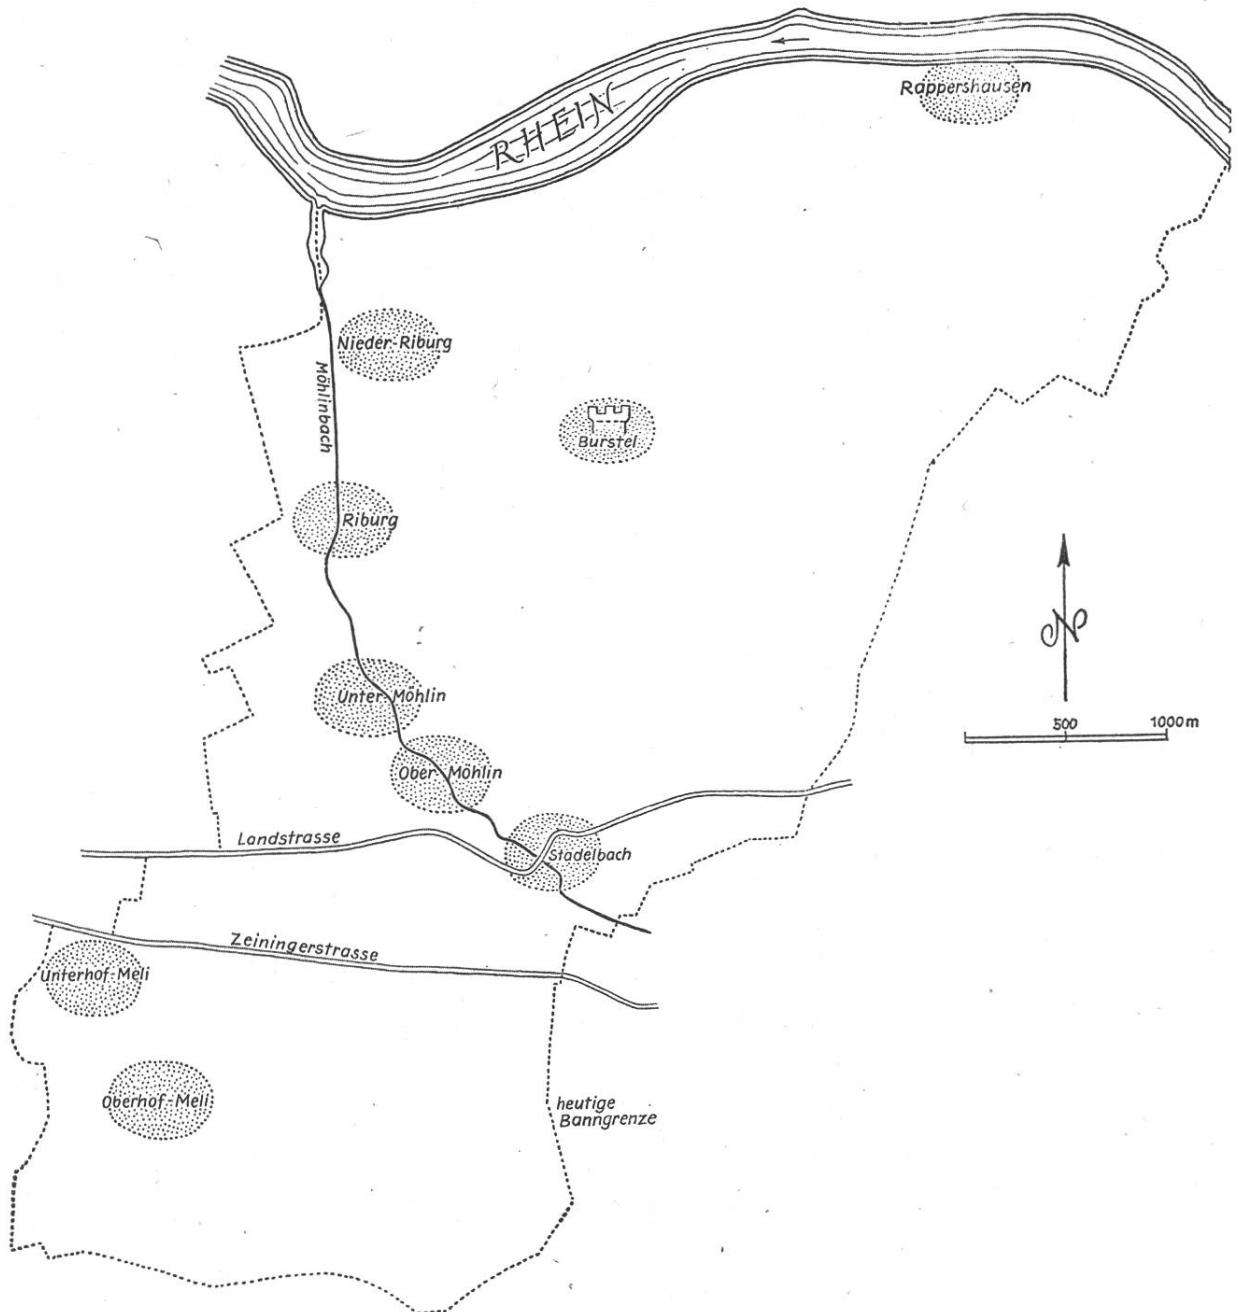 Rappershausen
RHEIN
Nieder-Riburg
Möhlinbach
Burstel
Riburg
N
Unter-Möhlin
500
1000m
Ober-Möhlin
Landstrasse
Stadelbach
Zeiningerstrasse
Unterhof-Meli
Oberhof-Meli
heutige
Banngrenze